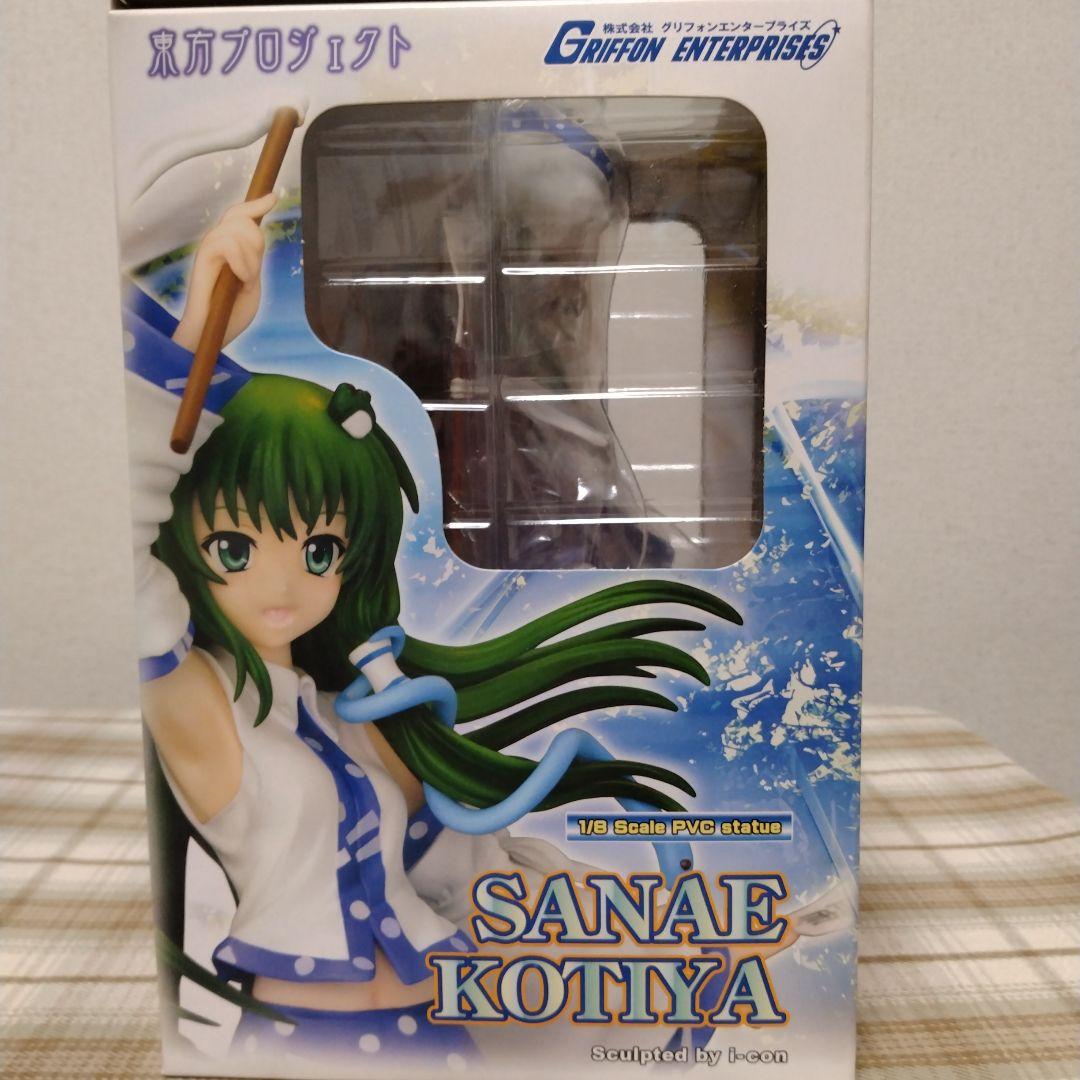 東方プロジェクト
株式会社 グリフォンエンタープライズ
GRIFFON ENTERPRISES
1/8 Scale PVC statue
SANAE
KOTIYA
Sculpted by i-con